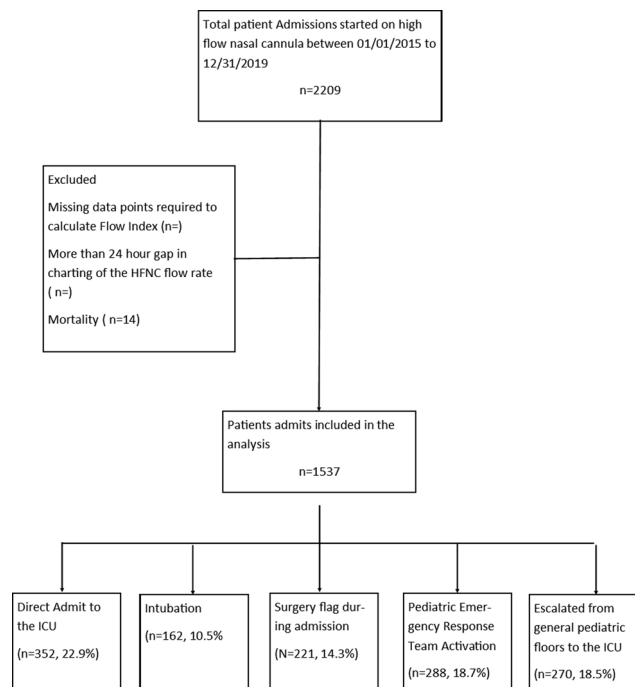 Total patient Admissions started on high
flow nasal cannula between 01/01/2015 to
12/31/2019
n=2209
Excluded
Missing data points required to
calculate Flow Index (n=)
More than 24 hour gap in
charting of the HFNC flow rate
( n=)
Mortality ( n=14)
Patients admits included in the
analysis
n=1537
Direct Admit to
the ICU
(n=352, 22.9%)
Intubation
(n=162, 10.5%
Surgery flag dur-
ing admission
(N=221, 14.3%)
Pediatric Emer-
gency Response
Team Activation
(n=288, 18.7%)
Escalated from
general pediatric
floors to the ICU
(n=270, 18.5%)